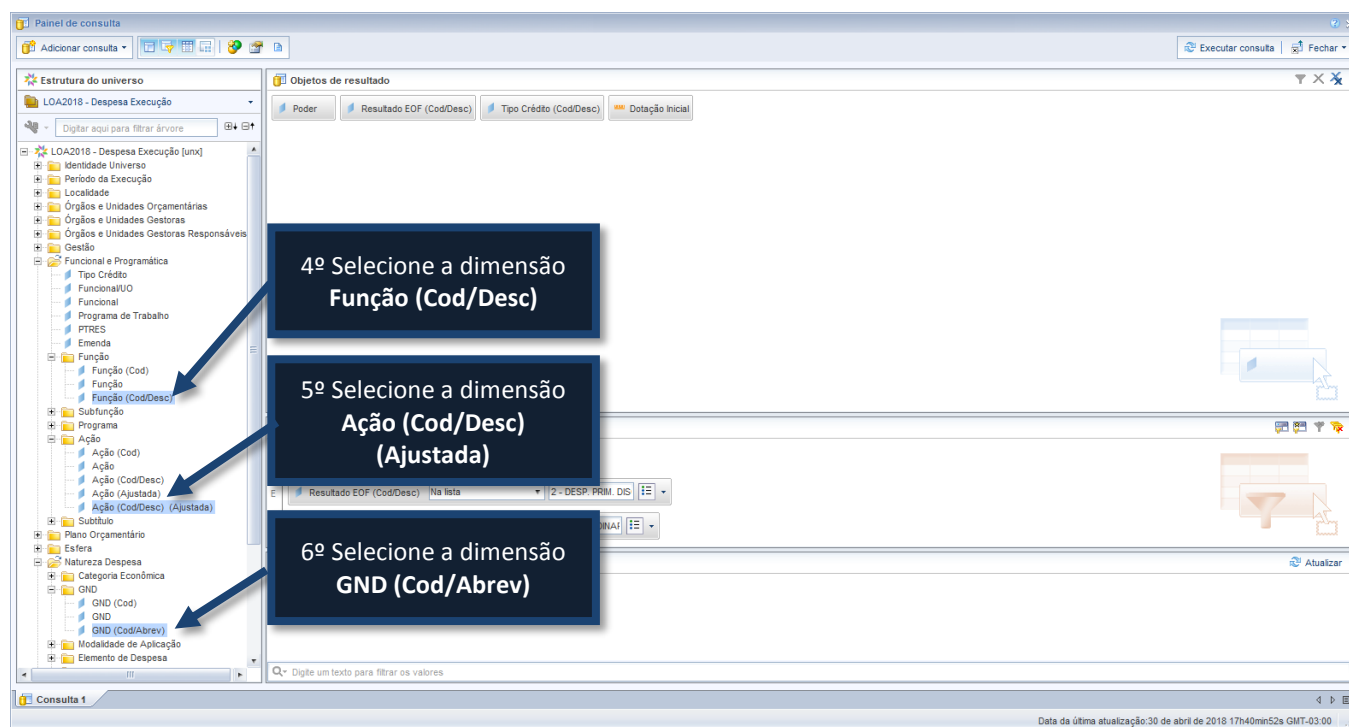 Painel de consulta
Adicionar consulta
Executar consulta
Fechar
Estrutura do universo
LOA2018 - Despesa Execução
Digitar aqui para filtrar árvore
LOA2018 - Despesa Execução [unx]
Identidade Universo
Período da Execução
Localidade
Órgãos e Unidades Orçamentárias
Órgãos e Unidades Gestoras
Órgãos e Unidades Gestoras Responsáveis
Gestão
Funcional e Programática
Tipo Crédito
Funcional/UO
Funcional
Programa de Trabalho
PTRES
Emenda
Função
Função (Cod)
Função
Função (Cod/Desc)
Subfunção
Programa
Ação
Ação (Cod)
Ação
Ação (Cod/Desc)
Ação (Ajustada)
Ação (Cod/Desc) (Ajustada)
Subtítulo
Plano Orçamentário
Esfera
Natureza Despesa
Categoria Econômica
GND
GND (Cod)
GND
GND (Cod/Abrev)
Modalidade de Aplicação
Elemento de Despesa
Objetos de resultado
Poder
Resultado EOF (Cod/Desc)
Tipo Crédito (Cod/Desc)
Dotação Inicial
4º Selecione a dimensão
Função (Cod/Desc)
5º Selecione a dimensão
Ação (Cod/Desc)
(Ajustada)
E
Resultado EOF (Cod/Desc)
Na lista
2 - DESP. PRIM. DIS
6º Selecione a dimensão
GND (Cod/Abrev)
Atualizar
Digite um texto para filtrar os valores
Consulta 1
Data da última atualização:30 de abril de 2018 17h40min52s GMT-03:00